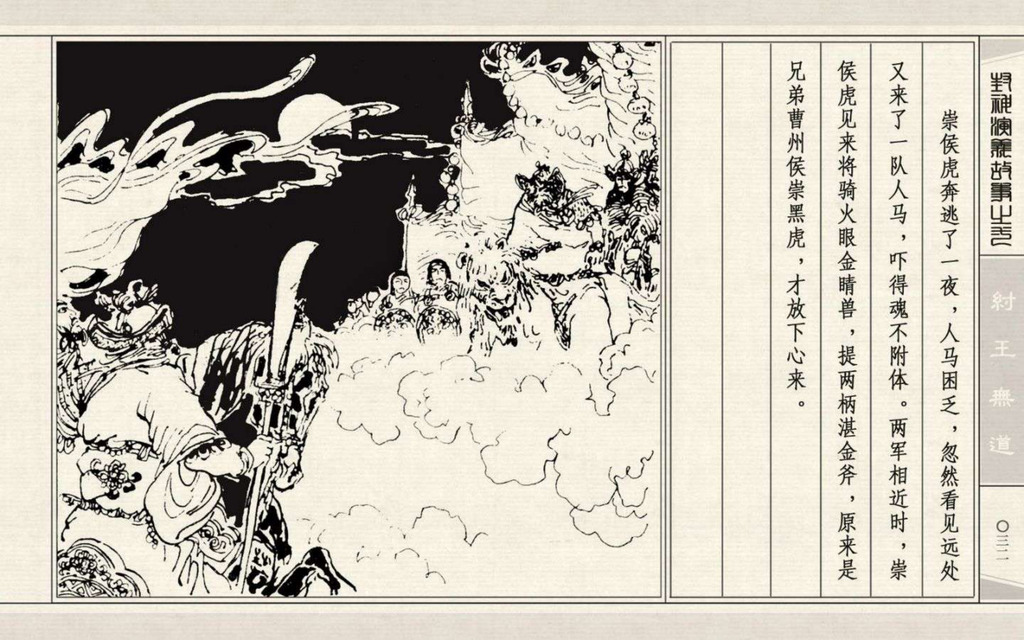 崇侯虎奔逃了一夜，人马困乏，忽然看见远处
又来了一队人马，吓得魂不附体。两军相近时，崇
侯虎见来将骑火眼金睛兽，提两柄湛金斧，原来是
兄弟曹州侯崇黑虎，才放下心来。
封神演义故事之一
紂王無道
〇三二